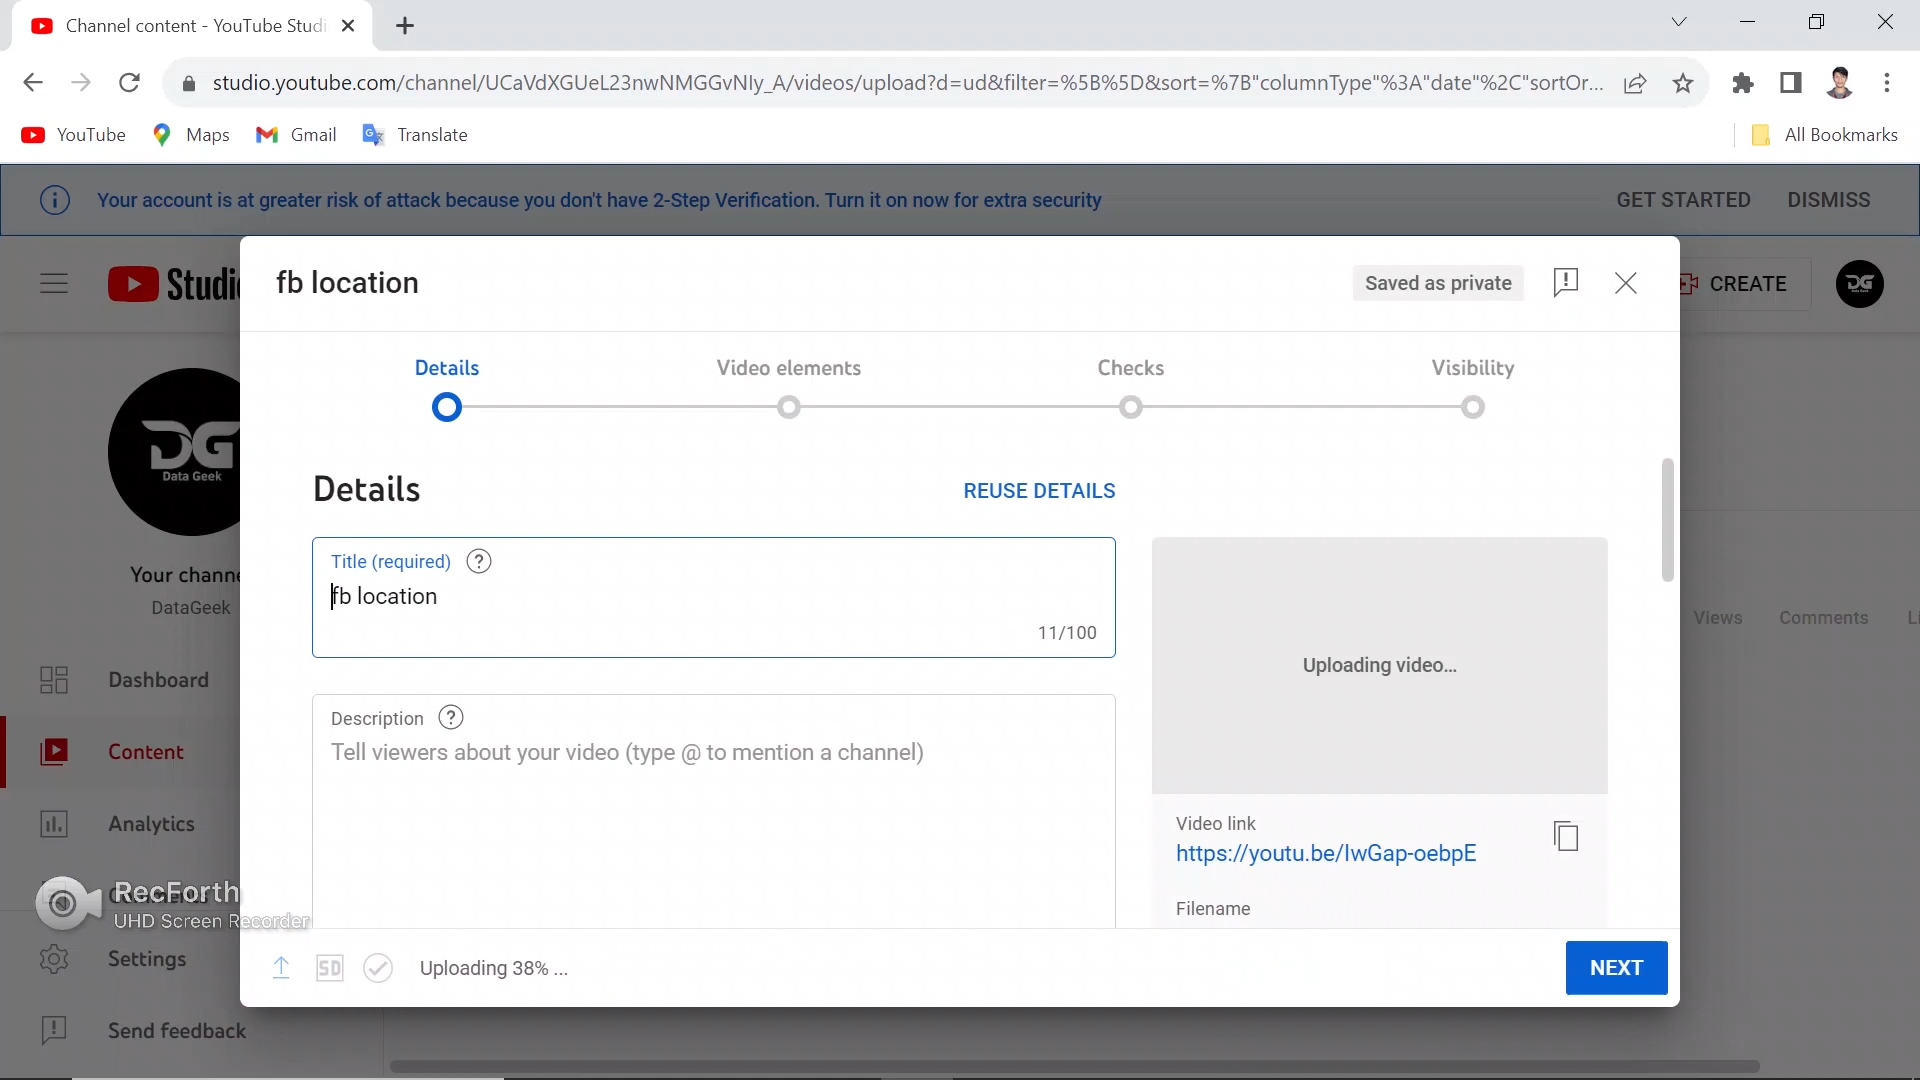 Channel content - YouTube Studi
studio.youtube.com/channel/UCaVdXGUeL23nwNMGGvNIy_A/videos/upload?d=ud&filter=%5B%5D&sort=%7B"columnType"%3A"date"%2C"sortOr...
YouTube
Maps
Gmail
Translate
All Bookmarks
Your account is at greater risk of attack because you don't have 2-Step Verification. Turn it on now for extra security
GET STARTED
DISMISS
Studi
fb location
Saved as private
CREATE
DG
Details
Video elements
Checks
Visibility
DG
Data Geek
Details
REUSE DETAILS
Title (required)
fb location
11/100
Uploading video...
Your chann
DataGeek
Views
Comments
Li
Description
Tell viewers about your video (type @ to mention a channel)
Dashboard
Content
Analytics
Video link
https://youtu.be/IwGap-oebpE
Filename
RecForth
UHD Screen Recorder
Settings
SD
Uploading 38% ...
NEXT
Send feedback